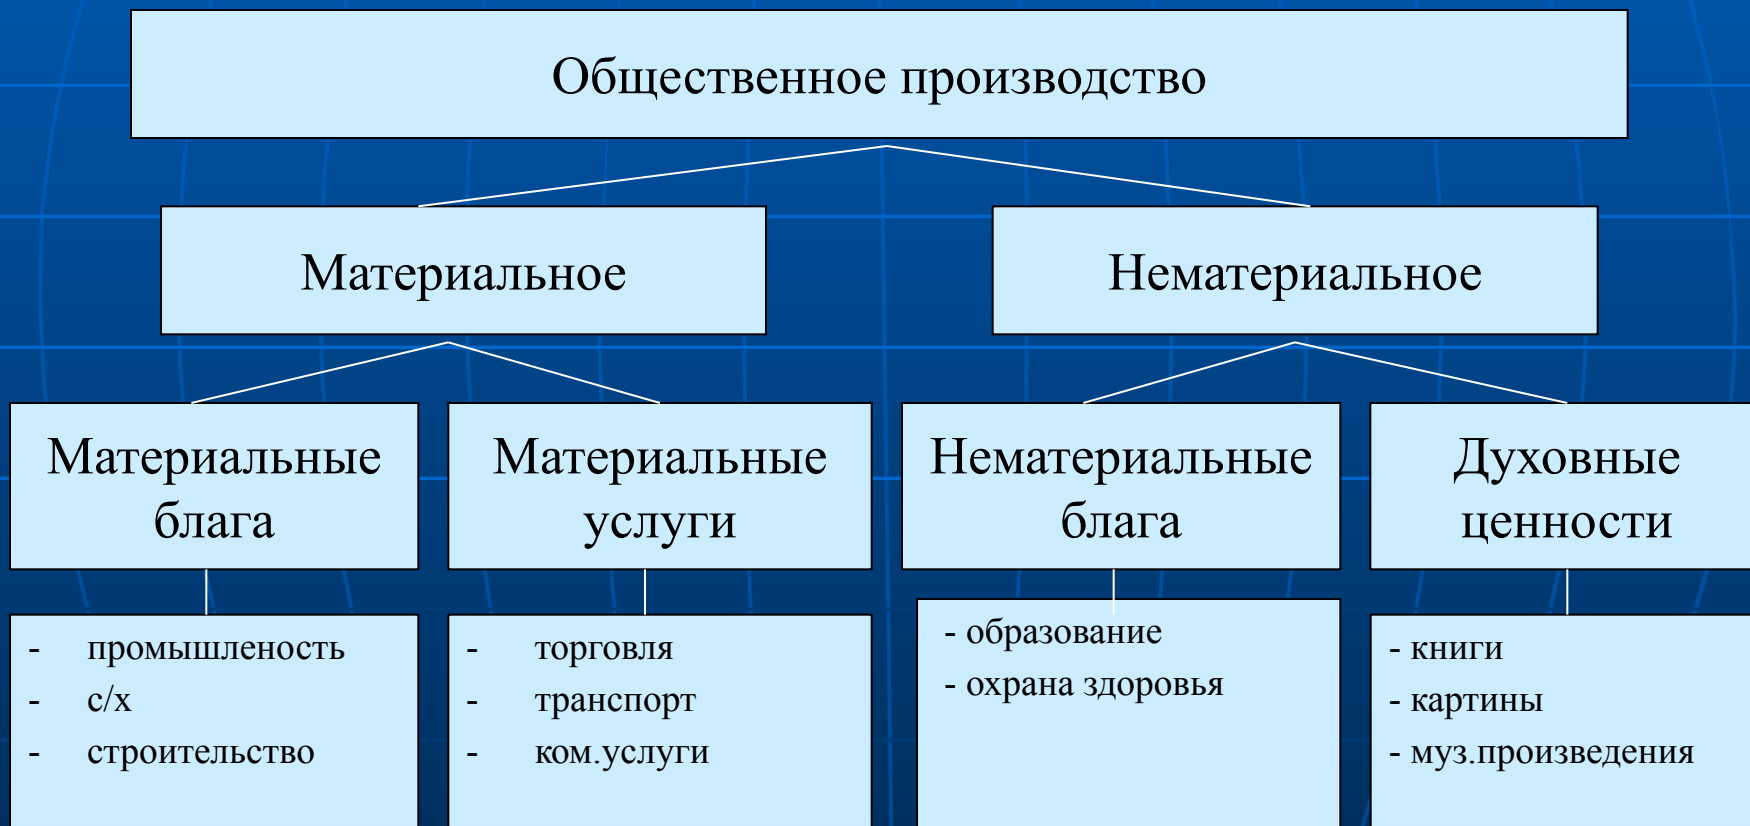 Общественное производство
Материальное
Нематериальное
Материальные
блага
Материальные
услуги
Нематериальные
блага
Духовные
ценности
- промышленость
- с/х
- строительство
- торговля
- транспорт
- ком.услуги
- образование
- охрана здоровья
- книги
- картины
- муз.произведения